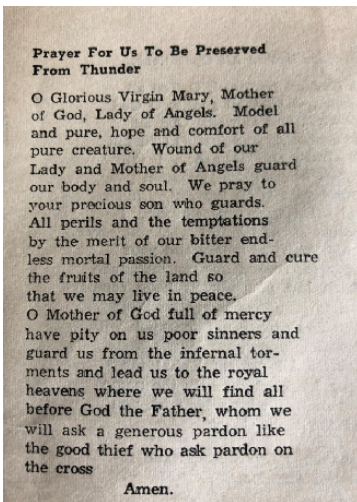 Prayer For Us To Be Preserved
From Thunder
O Glorious Virgin Mary, Mother
of God, Lady of Angels. Model
and pure, hope and comfort of all
pure creature. Wound of our
Lady and Mother of Angels guard
our body and soul. We pray to
your precious son who guards.
All perils and the temptations
by the merit of our bitter end-
less mortal passion. Guard and cure
the fruits of the land so
that we may live in peace.
O Mother of God full of mercy
have pity on us poor sinners and
guard us from the infernal tor-
ments and lead us to the royal
heavens where we will find all
before God the Father, whom we
will ask a generous pardon like
the good thief who ask pardon on
the cross
Amen.